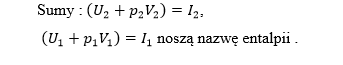 Sumy : (U₂ + p₂V₂) = I₂,
(U₁ + p₁V₁) = I₁ noszą nazwę entalpii .